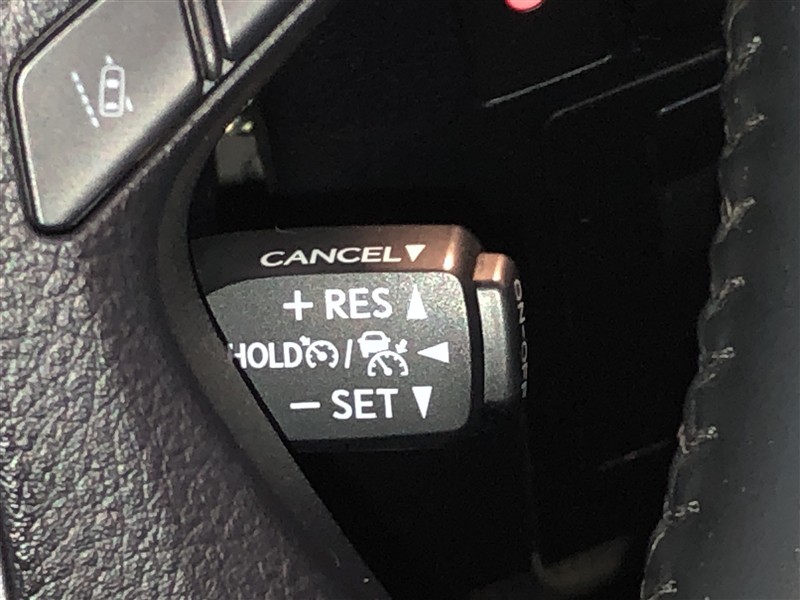 CANCEL▼
+ RES ▲
HOLD / ◀
− SET ▼
ON-OFF